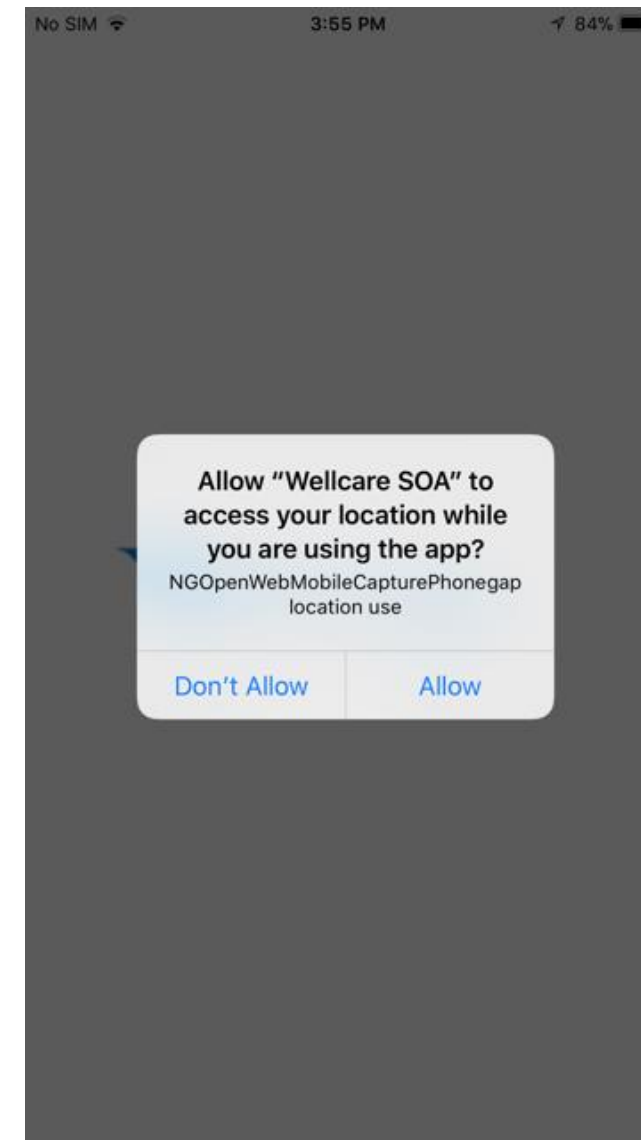 No SIM 3:55 PM 84%
Allow “Wellcare SOA” to
access your location while
you are using the app?
NGOpenWebMobileCapturePhonegap
location use
Don’t Allow Allow